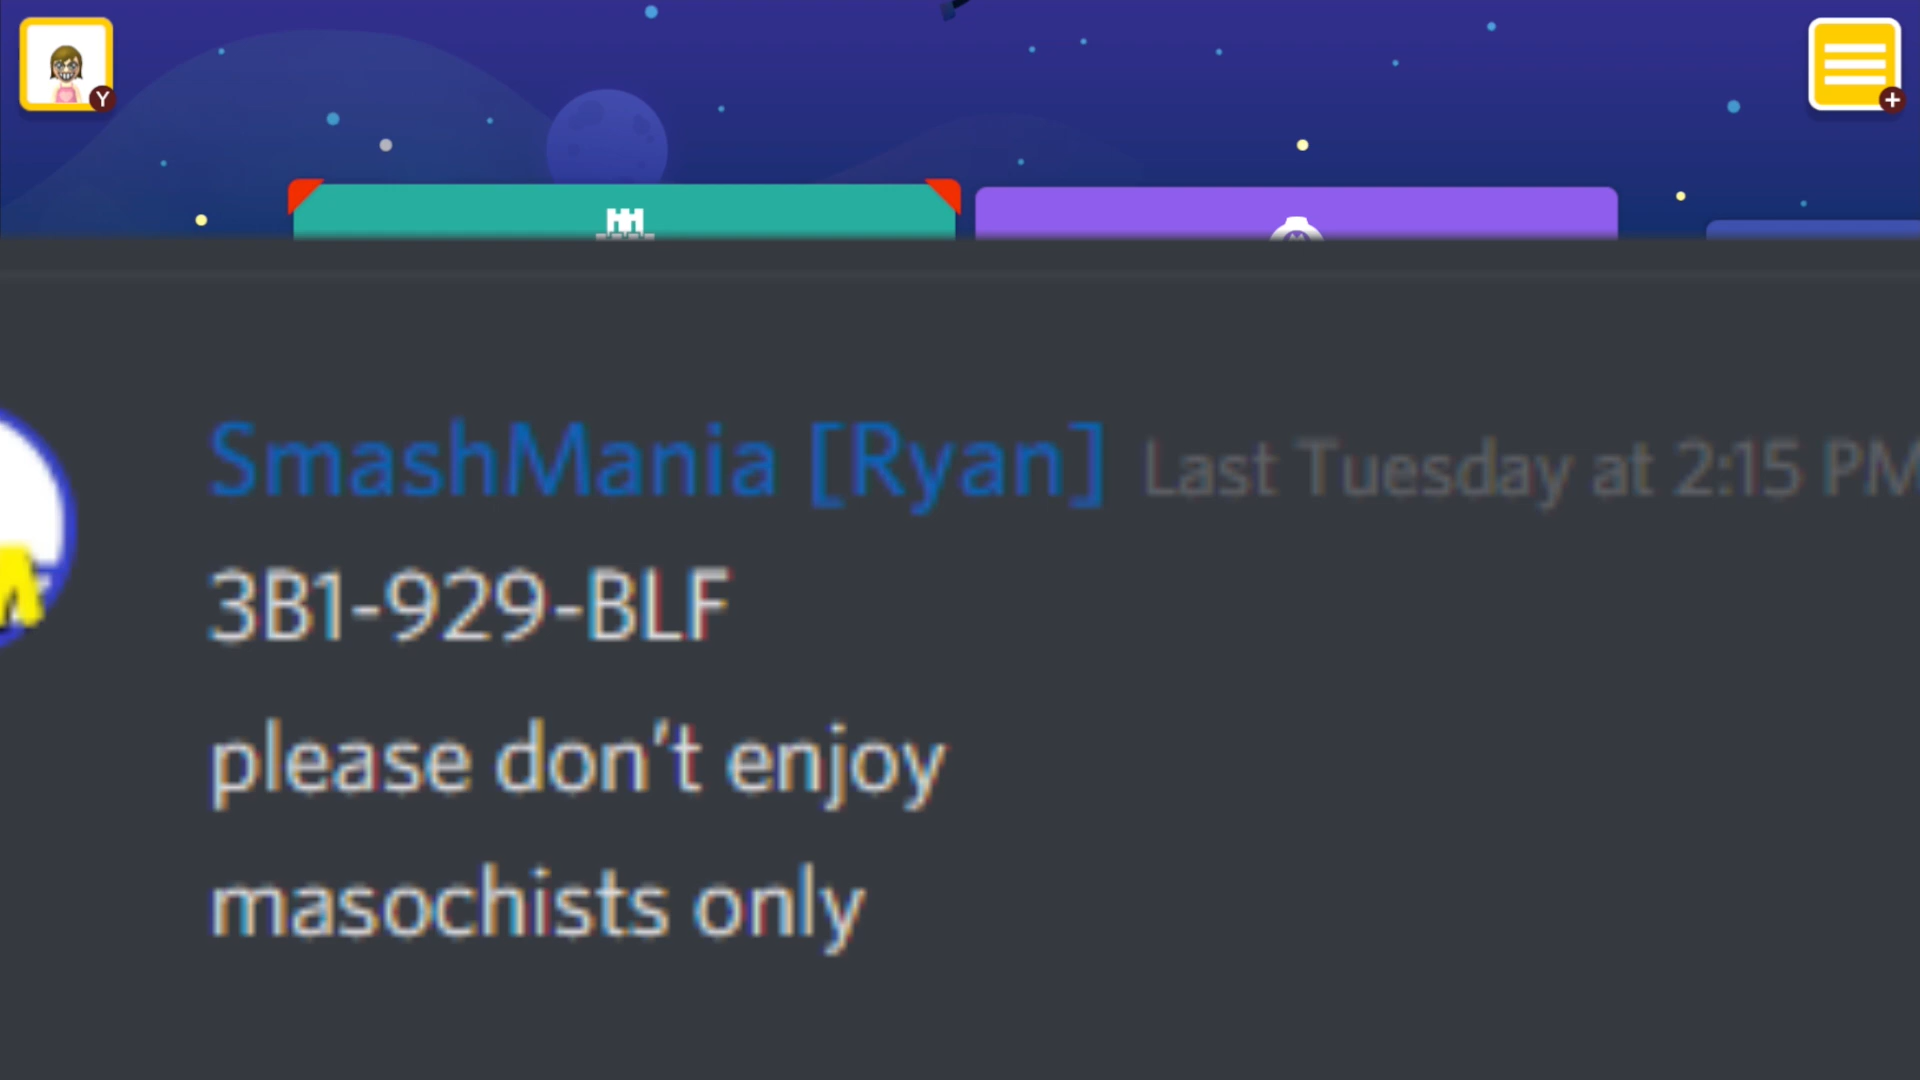 Y
+
SmashMania [Ryan] Last Tuesday at 2:15 PM
3B1-929-BLF
please don't enjoy
masochists only